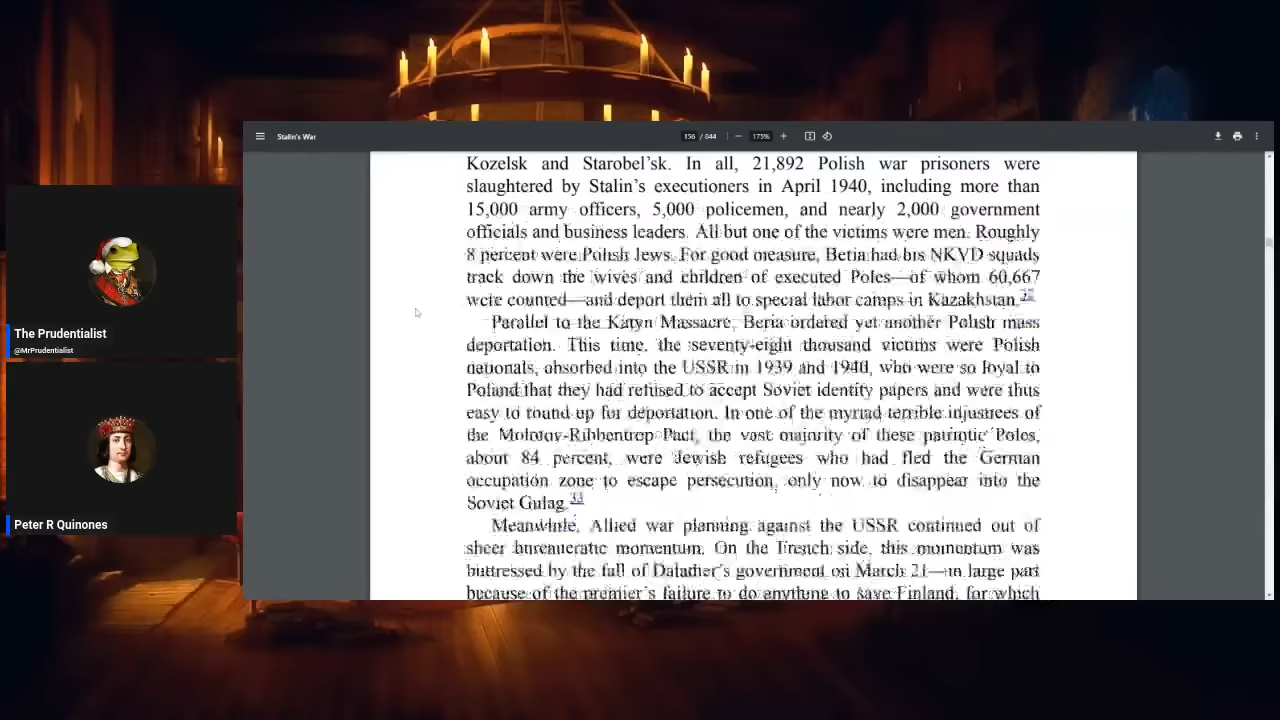 Stalin's War
156 / 844
175%
Kozelsk and Starobel'sk. In all, 21,892 Polish war prisoners were
slaughtered by Stalin's executioners in April 1940, including more than
15,000 army officers, 5,000 policemen, and nearly 2,000 government
officials and business leaders. All but one of the victims were men. Roughly
8 percent were Polish Jews. For good measure, Beria had his NKVD squads
track down the wives and children of executed Poles—of whom 60,667
were counted—and deport them all to special labor camps in Kazakhstan.
Parallel to the Katyn Massacre, Beria ordered yet another Polish mass
deportation. This time, the seventy-eight thousand victims were Polish
nationals, absorbed into the USSR in 1939 and 1940, who were so loyal to
Poland that they had refused to accept Soviet identity papers and were thus
easy to round up for deportation. In one of the myriad terrible injustices of
the Molotov-Ribbentrop Pact, the vast majority of these patriotic Poles,
about 84 percent, were Jewish refugees who had fled the German
occupation zone to escape persecution, only now to disappear into the
Soviet Gulag.33
Meanwhile, Allied war planning against the USSR continued out of
sheer bureaucratic momentum. On the French side, this momentum was
buttressed by the fall of Daladier's government on March 21—in large part
because of the premier's failure to do anything to save Finland, for which
The Prudentialist
@MrPrudentialist
Peter R Quinones